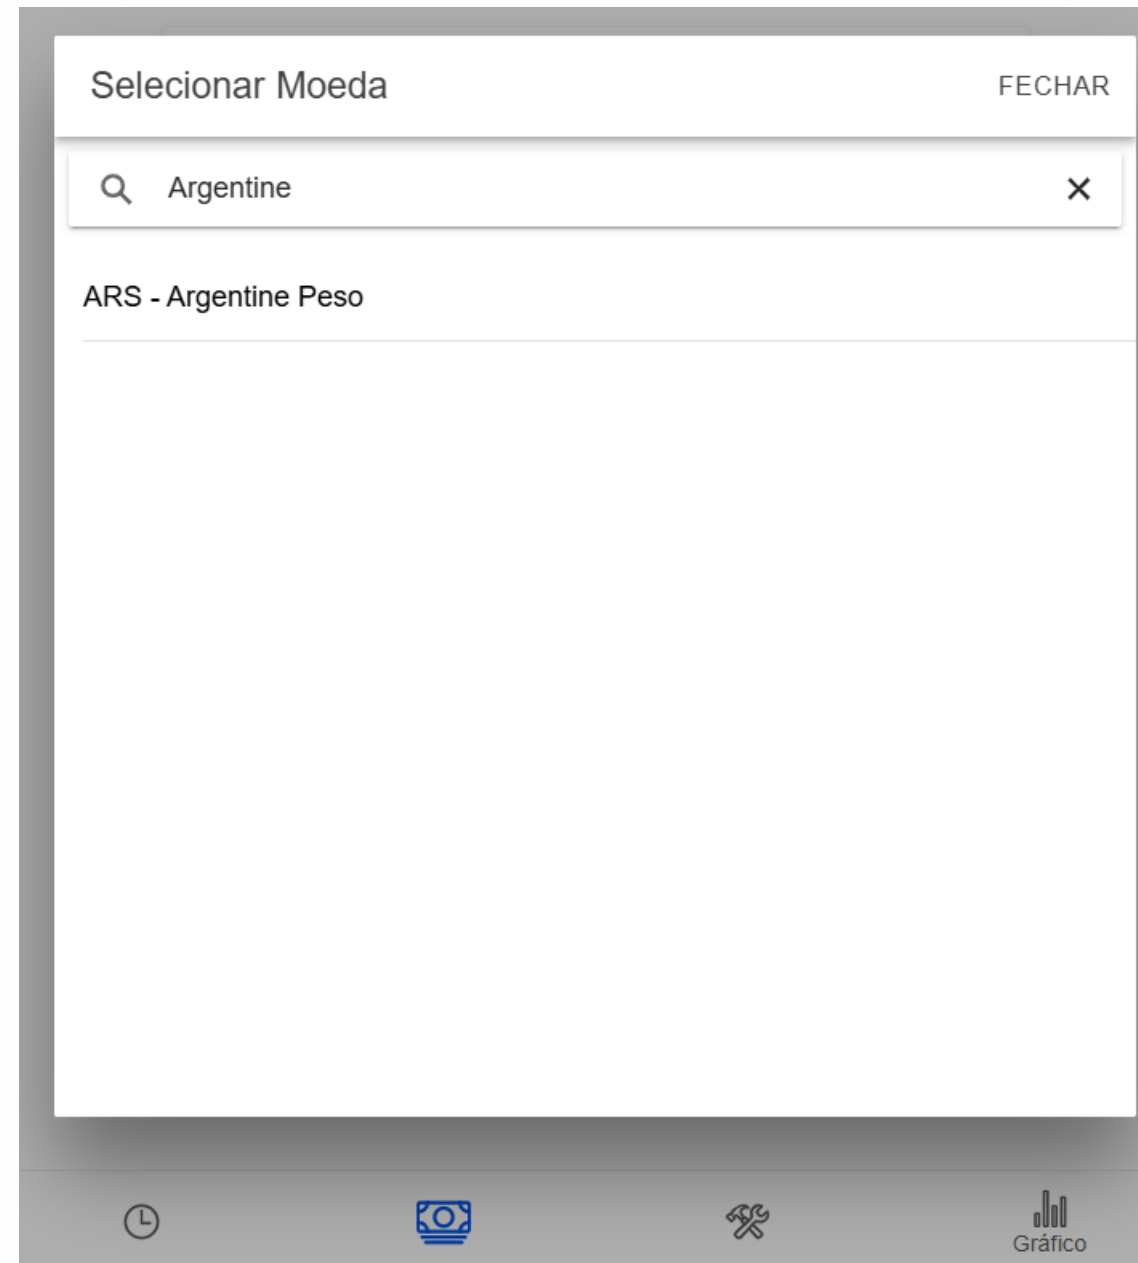 Selecionar Moeda
FECHAR
Argentine
ARS - Argentine Peso
Gráfico